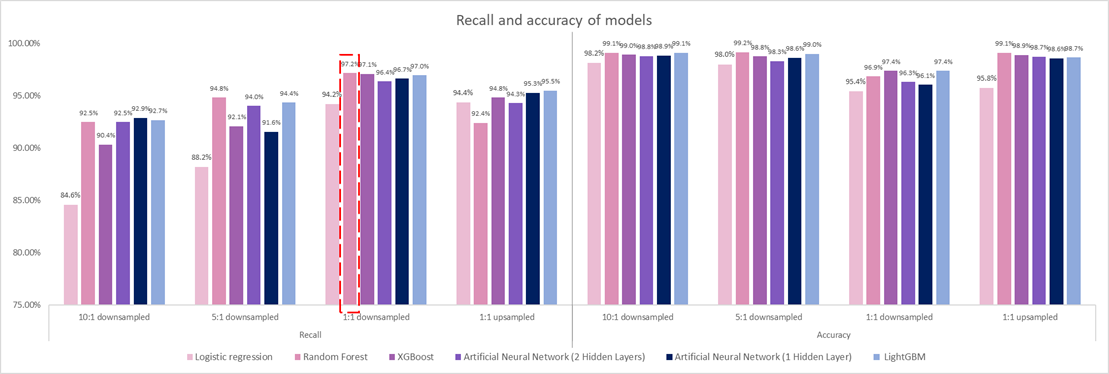 Recall and accuracy of models
100.00%
95.00%
90.00%
85.00%
80.00%
75.00%
84.6% 92.5% 90.4% 92.5% 92.9% 92.7%
88.2% 94.8% 92.1% 94.0% 91.6% 94.4%
94.2% 97.2% 97.1% 96.4% 96.7% 97.0%
94.4% 92.4% 94.8% 94.3% 95.3% 95.5%
98.2% 99.1% 99.0% 98.8% 98.9% 99.1%
98.0% 99.2% 98.8% 98.3% 98.6% 99.0%
95.4% 96.9% 97.4% 96.3% 96.1% 97.4%
95.8% 99.1% 98.9% 98.7% 98.6% 98.7%
10:1 downsampled 5:1 downsampled 1:1 downsampled 1:1 upsampled 10:1 downsampled 5:1 downsampled 1:1 downsampled 1:1 upsampled
Recall Accuracy
Logistic regression Random Forest XGBoost Artificial Neural Network (2 Hidden Layers) Artificial Neural Network (1 Hidden Layer) LightGBM